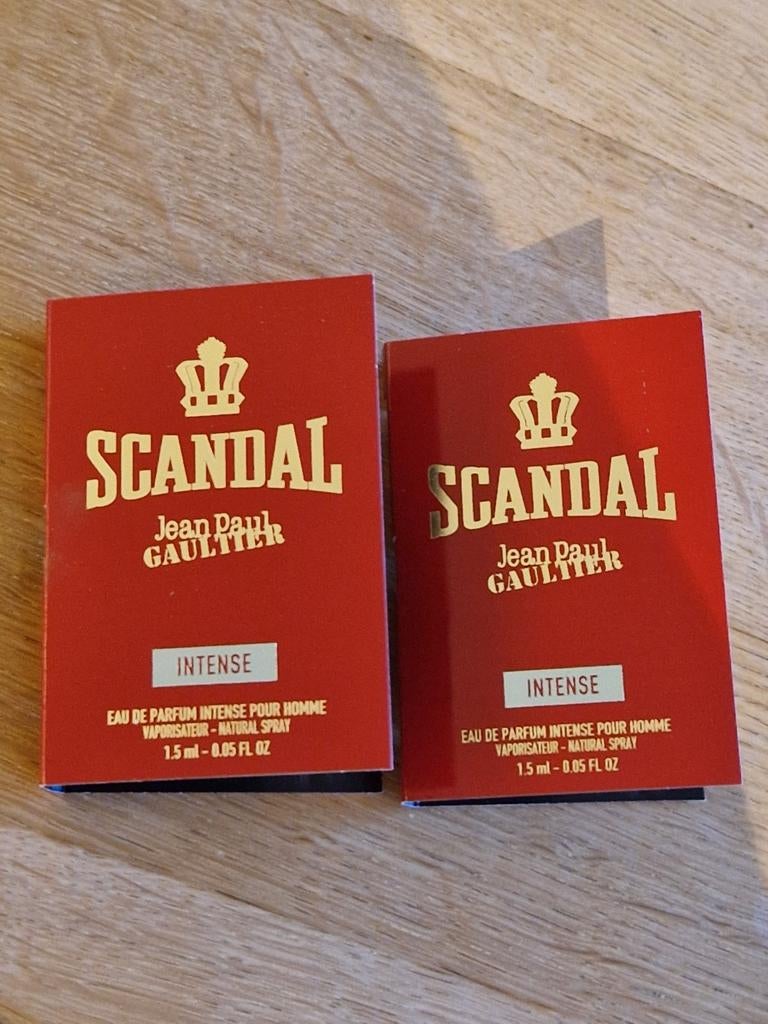 SCANDAL
Jean Paul
GAULTIER
INTENSE
EAU DE PARFUM INTENSE POUR HOMME
VAPORISATEUR - NATURAL SPRAY
1.5 ml - 0.05 FL OZ
SCANDAL
Jean Paul
GAULTIER
INTENSE
EAU DE PARFUM INTENSE POUR HOMME
VAPORISATEUR - NATURAL SPRAY
1.5 ml - 0.05 FL OZ